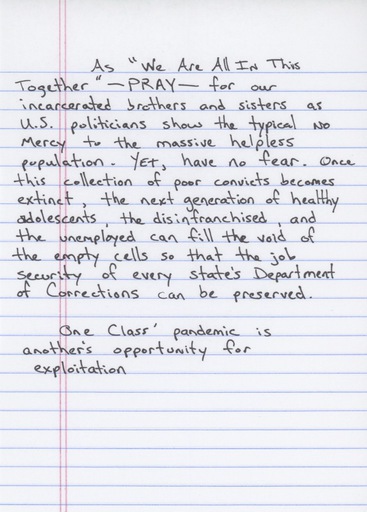 As "We Are All In This
Together" — PRAY — for our
incarcerated brothers and sisters as
U.S. politicians show the typical No
Mercy to the massive helpless
population. Yet, have no fear. Once
this collection of poor convicts becomes
extinct, the next generation of healthy
adolescents, the disinfranchised, and
the unemployed can fill the void of
the empty cells so that the job
security of every state's Department
of Corrections can be preserved.
One Class' pandemic is
another's opportunity for
exploitation